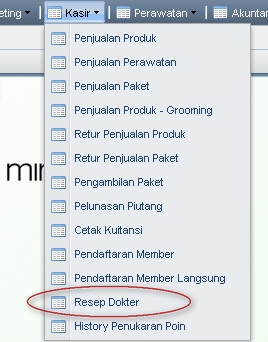 eting Kasir Perawatan Akuntan
Penjualan Produk
Penjualan Perawatan
Penjualan Paket
Penjualan Produk - Grooming
Retur Penjualan Produk
Retur Penjualan Paket
Pengambilan Paket
Pelunasan Piutang
Cetak Kuitansi
Pendaftaran Member
Pendaftaran Member Langsung
Resep Dokter
History Penukaran Poin